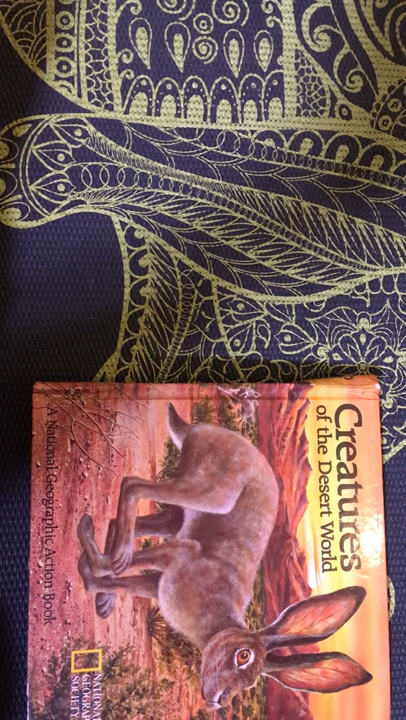 Creatures
of the Desert World
A National Geographic Action Book
NATIONAL
GEOGRAPHIC
SOCIETY